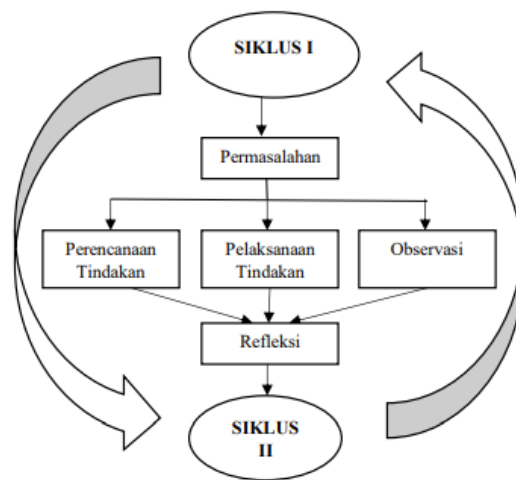 SIKLUS I
Permasalahan
Perencanaan
Tindakan
Pelaksanaan
Tindakan
Observasi
Refleksi
SIKLUS
II